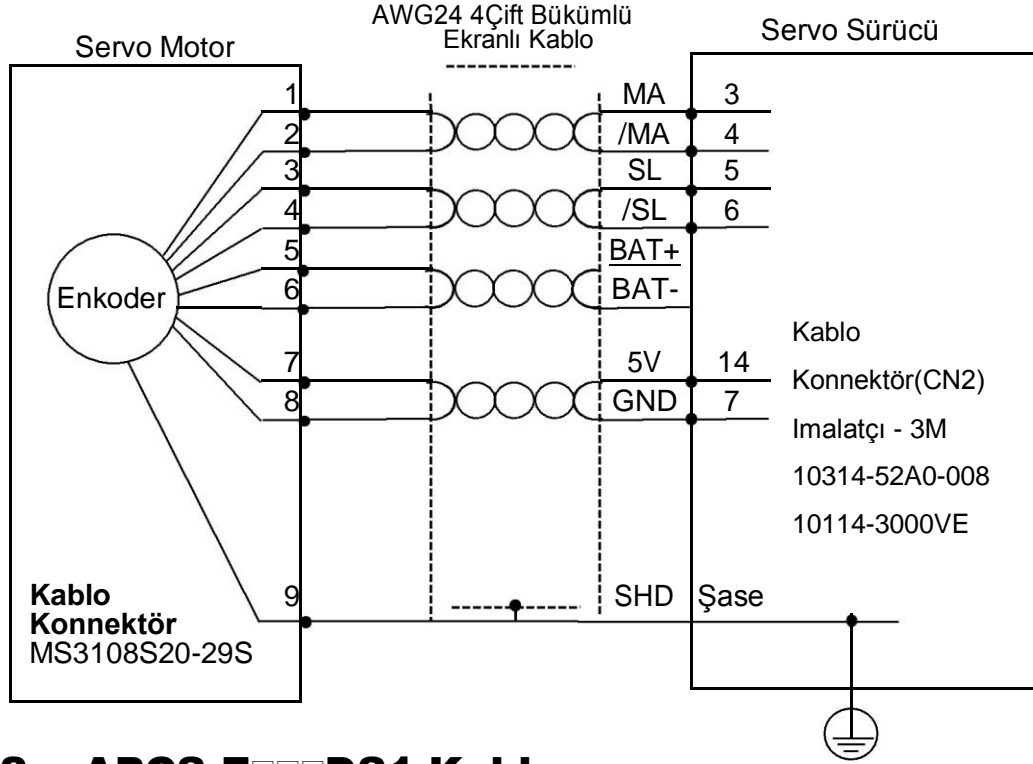 AWG24 4Çift Bükümlü
Ekranlı Kablo
Servo Motor
Servo Sürücü
1 MA 3
2 /MA 4
3 SL 5
4 /SL 6
5 BAT+
6 BAT-
Enkoder
7 5V 14
8 GND 7
Kablo
Konnektör(CN2)
Imalatçı - 3M
10314-52A0-008
10114-3000VE
9 SHD Şase
Kablo
Konnektör
MS3108S20-29S